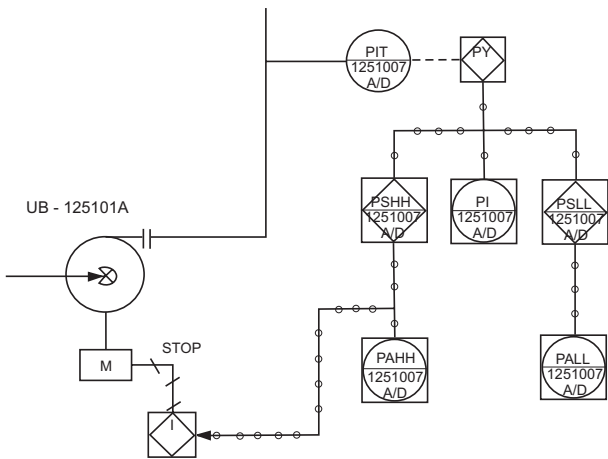 PIT
1251007
A/D
PY
PSHH
1251007
A/D
PI
1251007
A/D
PSLL
1251007
A/D
UB - 125101A
STOP
M
PAHH
1251007
A/D
PALL
1251007
A/D
I